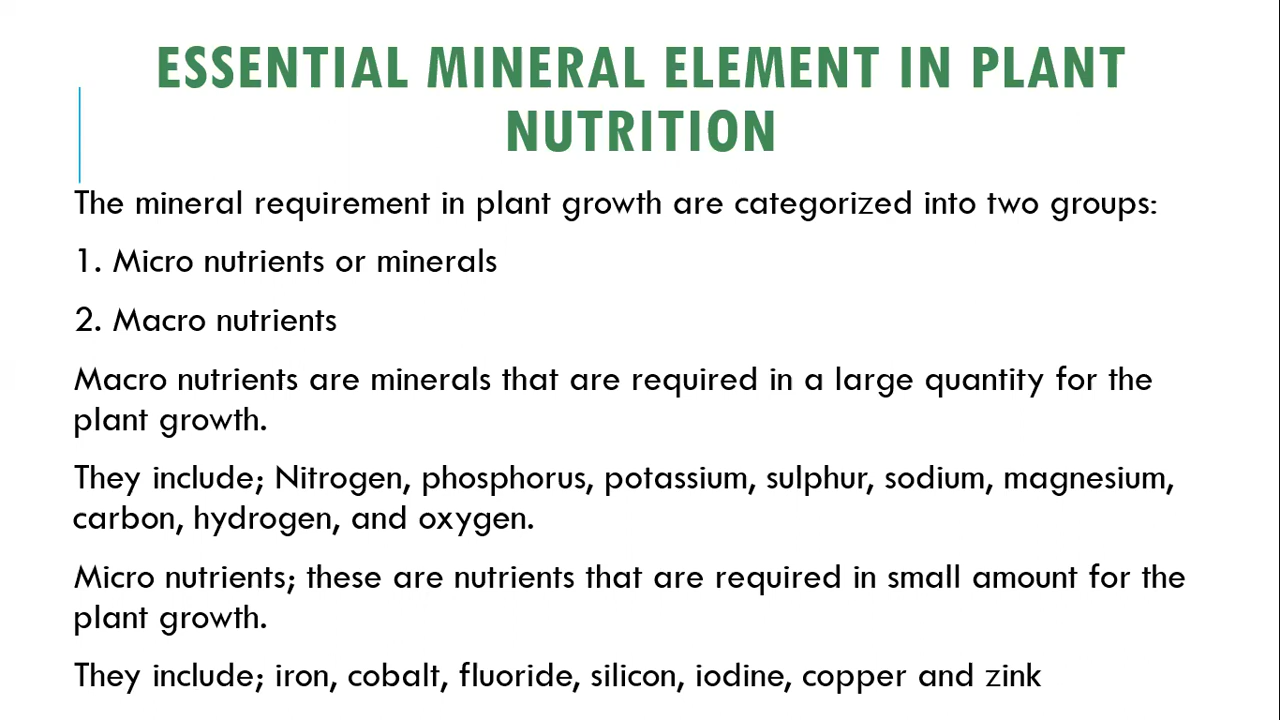 ESSENTIAL MINERAL ELEMENT IN PLANT
NUTRITION
The mineral requirement in plant growth are categorized into two groups:
1. Micro nutrients or minerals
2. Macro nutrients
Macro nutrients are minerals that are required in a large quantity for the
plant growth.
They include; Nitrogen, phosphorus, potassium, sulphur, sodium, magnesium,
carbon, hydrogen, and oxygen.
Micro nutrients; these are nutrients that are required in small amount for the
plant growth.
They include; iron, cobalt, fluoride, silicon, iodine, copper and zink